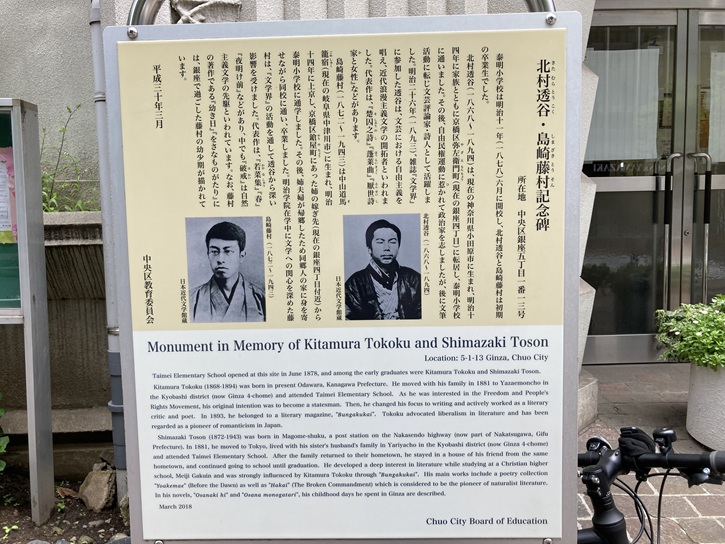 北村透谷・島崎藤村記念碑
所在地　中央区銀座五丁目一番一三号
泰明小学校は明治十一年(一八七八)六月に開校し、北村透谷と島崎藤村は初期
の卒業生でした。
北村透谷(一八六八〜一八九四)は、現在の神奈川県小田原市に生まれ、明治十
四年に家族とともに京橋区弥左衛門町(現在の銀座四丁目)に転居し、泰明小学校
に通いました。その後、自由民権運動に惹かれて政治家を志しましたが、後に文筆
活動に転じ文芸評論家・詩人として活躍しま
した。明治二十六年(一八九三)、雑誌『文学界』
に参加した透谷は、文芸における自由主義を
唱え、近代浪漫主義文学の開拓者といわれま
した。代表作は、『楚囚之詩』『蓬莱曲』『厭世詩
家と女性』などがあります。
島崎藤村(一八七二〜一九四三)は中山道馬
籠宿(現在の岐阜県中津川市)に生まれ、明治
十四年に上京し、京橋区鎗屋町にあった姉の嫁ぎ先(現在の銀座四丁目付近)から
泰明小学校に通学しました。その後、姉夫婦が帰郷したため同郷人の家に身を寄
せながら同校に通い、卒業しました。明治学院在学中に文学への関心を深めた藤
村は、『文学界』の活動を通して透谷から深い
影響を受けました。代表作は、『若菜集』、『春』
『夜明け前』などがあり、中でも、『破戒』は自然
主義文学の先駆といわれています。なお、藤村
の著作である『幼き日』、『をさなものがたり』に
は、銀座で過ごした藤村の幼少期が描かれて
います。
平成三十年三月
中央区教育委員会
北村透谷(一八六八〜一八九四)
日本近代文学館蔵
島崎藤村(一八七二〜一九四三)
日本近代文学館蔵
Monument in Memory of Kitamura Tokoku and Shimazaki Toson
Location: 5-1-13 Ginza, Chuo City
Taimei Elementary School opened at this site in June 1878, and among the early graduates were Kitamura Tokoku and Shimazaki Toson.
Kitamura Tokoku (1868-1894) was born in present Odawara, Kanagawa Prefecture. He moved with his family in 1881 to Yazaemoncho in
the Kyobashi district (now Ginza 4-chome) and attended Taimei Elementary School. As he was interested in the Freedom and People's
Rights Movement, his original intention was to become a statesman. Then, he changed his focus to writing and actively worked as a literary
critic and poet. In 1893, he belonged to a literary magazine, "Bungakukai". Tokoku advocated liberalism in literature and has been
regarded as a pioneer of romanticism in Japan.
Shimazaki Toson (1872-1943) was born in Magome-shuku, a post station on the Nakasendo highway (now part of Nakatsugawa, Gifu
Prefecture). In 1881, he moved to Tokyo, lived with his sister's husband's family in Yariyacho in the Kyobashi district (now Ginza 4-chome)
and attended Taimei Elementary School. After the family returned to their hometown, he stayed in a house of his friend from the same
hometown, and continued going to school until graduation. He developed a deep interest in literature while studying at a Christian higher
school, Meiji Gakuin and was strongly influenced by Kitamura Tokoku through "Bungakukai". His main works include a poetry collection
"Yoakemae" (Before the Dawn) as well as "Hakai" (The Broken Commandment) which is considered to be the pioneer of naturalist literature.
In his novels, "Osanaki hi" and "Osana monogatari", his childhood days he spent in Ginza are described.
March 2018
Chuo City Board of Education